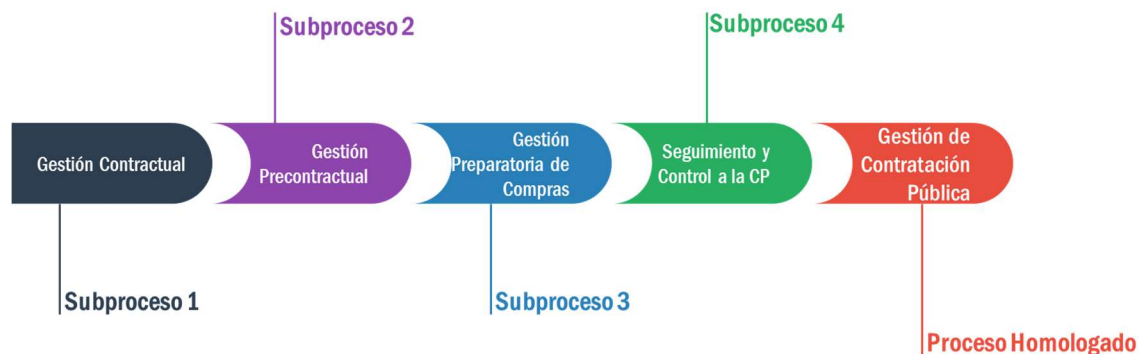 Subproceso 2
Subproceso 4
Gestión Contractual
Gestión
Precontractual
Gestión
Preparatoria de
Compras
Seguimiento y
Control a la CP
Gestión de
Contratación
Pública
Subproceso 1
Subproceso 3
Proceso Homologado